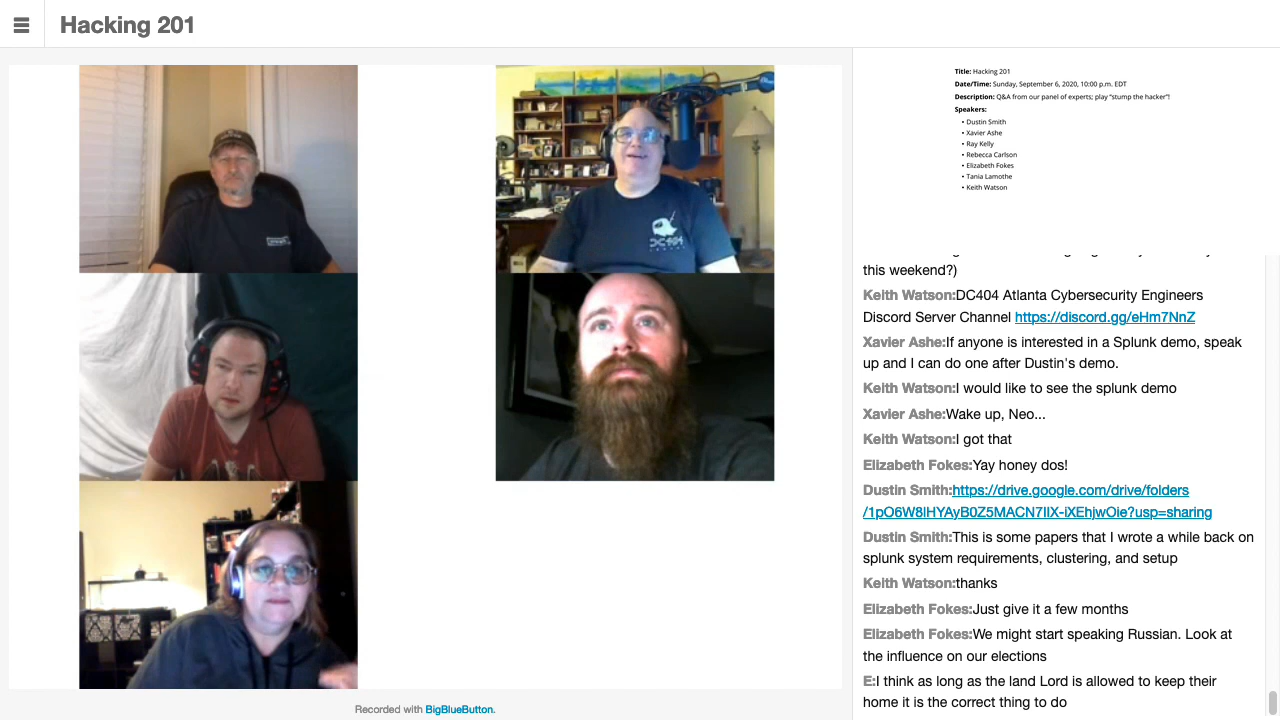 Hacking 201
Title: Hacking 201
Date/Time: Sunday, September 6, 2020, 10:00 p.m. EDT
Description: Q&A from our panel of experts; play "stump the hacker"!
Speakers:
• Dustin Smith
• Xavier Ashe
• Ray Kelly
• Rebecca Carlson
• Elizabeth Fokes
• Tania Lamothe
• Keith Watson
this weekend?)
Keith Watson:DC404 Atlanta Cybersecurity Engineers
Discord Server Channel https://discord.gg/eHm7NnZ
Xavier Ashe:If anyone is interested in a Splunk demo, speak
up and I can do one after Dustin's demo.
Keith Watson:I would like to see the splunk demo
Xavier Ashe:Wake up, Neo...
Keith Watson:I got that
Elizabeth Fokes:Yay honey dos!
Dustin Smith:https://drive.google.com/drive/folders
/1pO6W8lHYAyB0Z5MACN7IIX-iXEhjwOie?usp=sharing
Dustin Smith:This is some papers that I wrote a while back on
splunk system requirements, clustering, and setup
Keith Watson:thanks
Elizabeth Fokes:Just give it a few months
Elizabeth Fokes:We might start speaking Russian. Look at
the influence on our elections
E:I think as long as the land Lord is allowed to keep their
home it is the correct thing to do
DC404
Recorded with BigBlueButton.